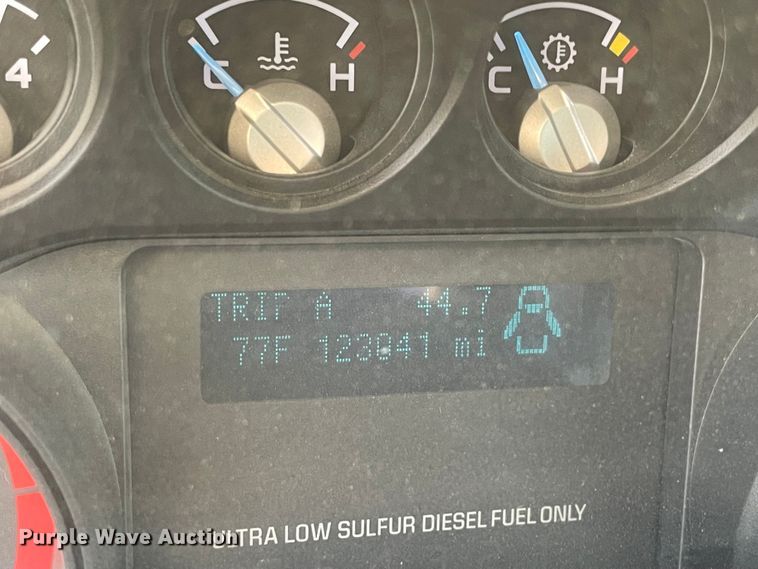 4
C H
C H
TRIP A 44.7
77F 123041 mi
ULTRA LOW SULFUR DIESEL FUEL ONLY
Purple Wave Auction